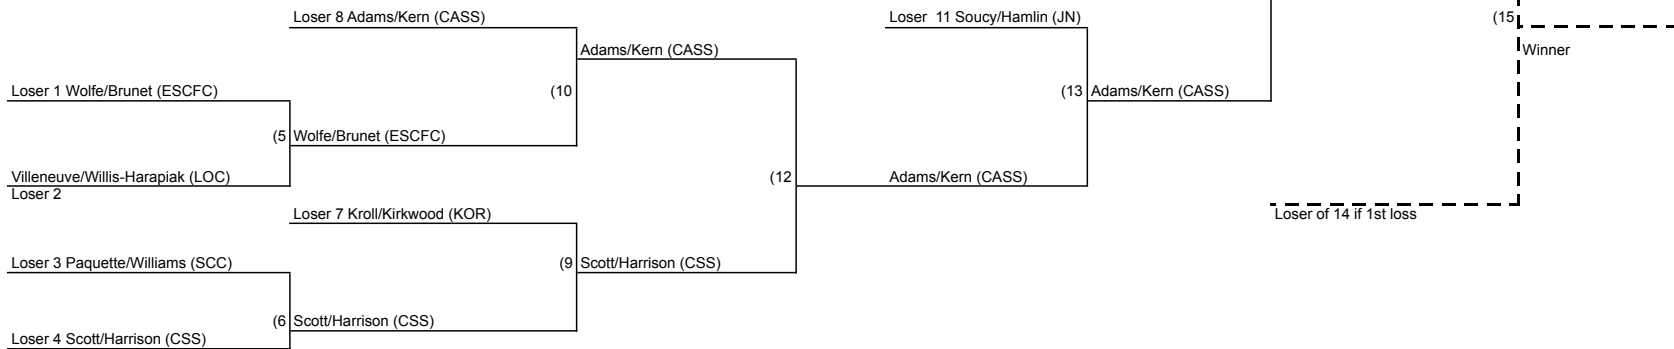 Loser 8 Adams/Kern (CASS)
Loser  11 Soucy/Hamlin (JN)
(15
Adams/Kern (CASS)
Winner
Loser 1 Wolfe/Brunet (ESCFC)
(10
(13 Adams/Kern (CASS)
(5 Wolfe/Brunet (ESCFC)
Villeneuve/Willis-Harapiak (LOC)
Loser 2
(12
Adams/Kern (CASS)
Loser 7 Kroll/Kirkwood (KOR)
Loser of 14 if 1st loss
Loser 3 Paquette/Williams (SCC)
(9 Scott/Harrison (CSS)
(6 Scott/Harrison (CSS)
Loser 4 Scott/Harrison (CSS)